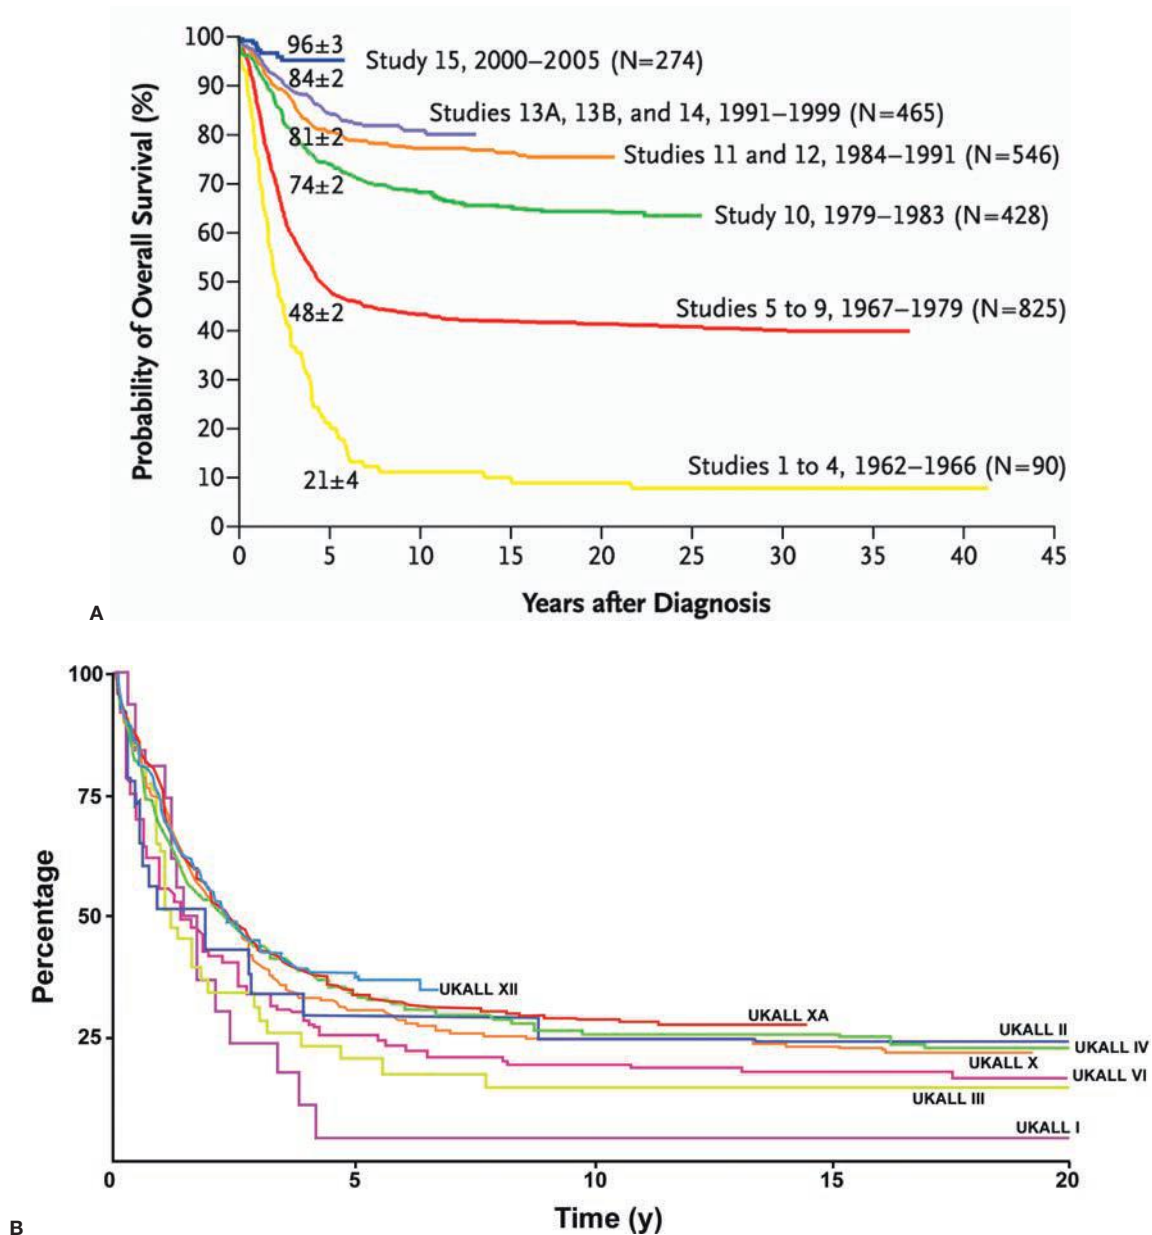 Probability of Overall Survival (%)
100
90
80
70
60
50
40
30
20
10
0
96±3
Study 15, 2000–2005 (N=274)
84±2
Studies 13A, 13B, and 14, 1991–1999 (N=465)
81±2
Studies 11 and 12, 1984–1991 (N=546)
74±2
Study 10, 1979–1983 (N=428)
48±2
Studies 5 to 9, 1967–1979 (N=825)
21±4
Studies 1 to 4, 1962–1966 (N=90)
0 5 10 15 20 25 30 35 40 45
Years after Diagnosis
A
Percentage
100
75
50
25
UKALL XII
UKALL XA
UKALL II
UKALL IV
UKALL X
UKALL VI
UKALL III
UKALL I
0 5 10 15 20
Time (y)
B